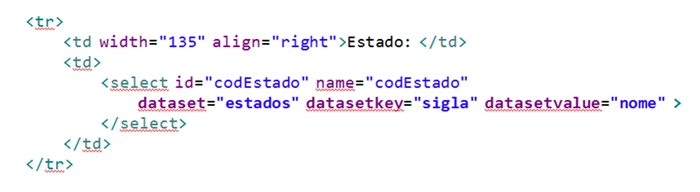 <tr>
<td width="135" align="right">Estado: </td>
<td>
<select id="codEstado" name="codEstado"
dataset="estados" datasetkey="sigla" datasetvalue="nome" >
</select>
</td>
</tr>